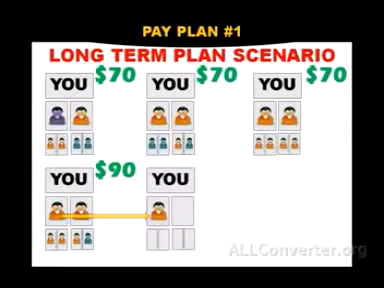 PAY PLAN #1
LONG TERM PLAN SCENARIO
YOU $70
YOU $70
YOU $70
YOU $90
YOU
ALLConverter.org